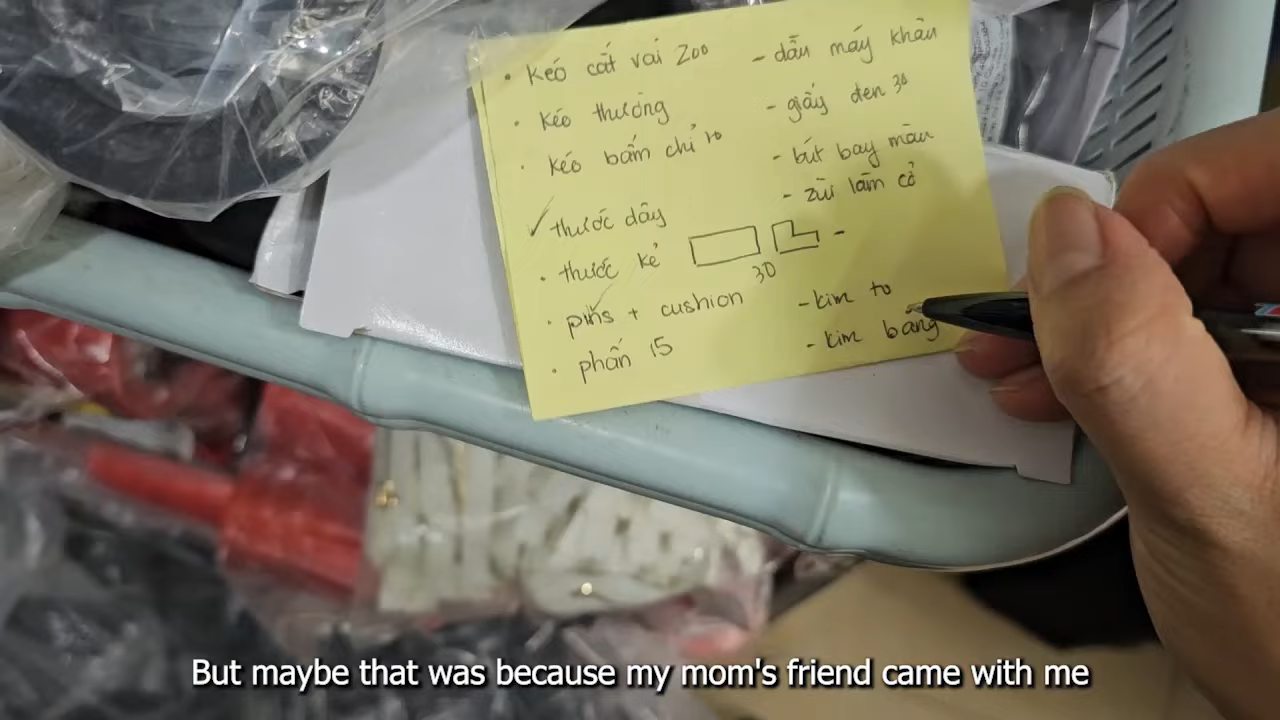 • kéo cắt vải 200
• kéo thường
• kéo bấm chỉ 10
✓ thước dây
• thước kẻ
30
• pins + cushion
• phấn 15
- dầu máy khâu
- giấy đen 30
- bút bay màu
- zùi làm cỏ
-
- kim to
- kim băng
But maybe that was because my mom's friend came with me